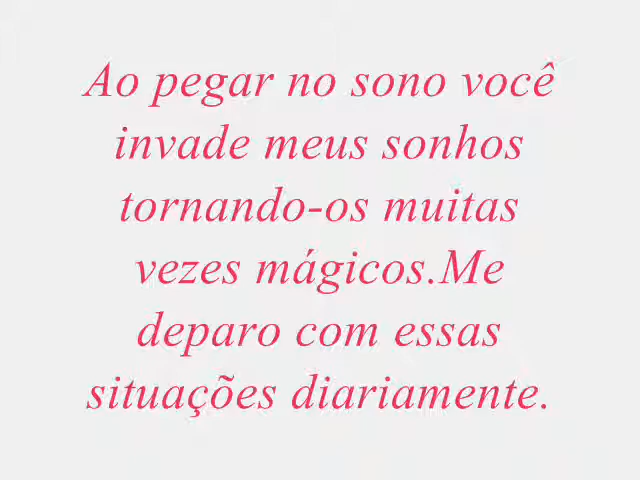 Ao pegar no sono você
invade meus sonhos
tornando-os muitas
vezes mágicos.Me
deparo com essas
situações diariamente.